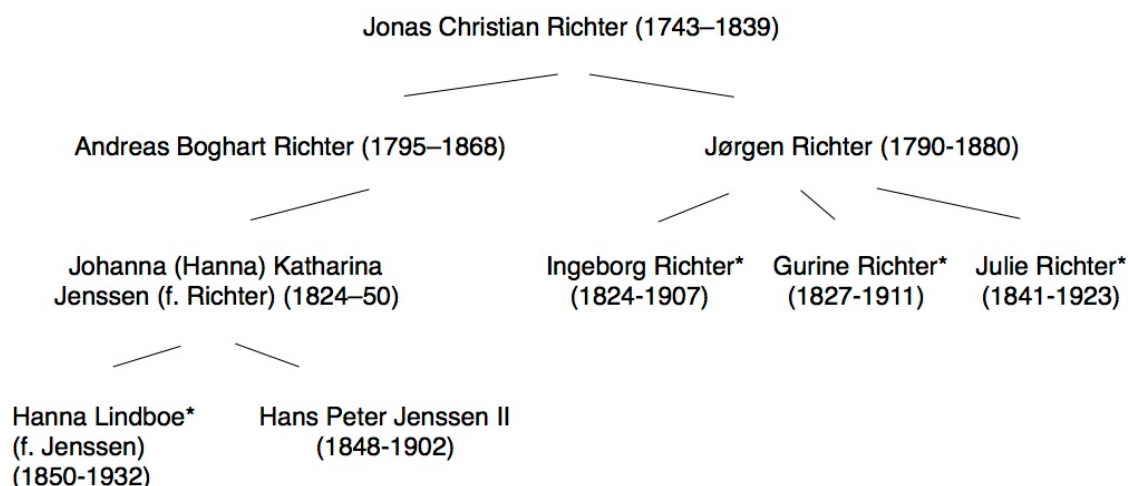 Jonas Christian Richter (1743–1839)
Andreas Boghart Richter (1795–1868)
Jørgen Richter (1790-1880)
Johanna (Hanna) Katharina
Jenssen (f. Richter) (1824–50)
Ingeborg Richter*
(1824-1907)
Gurine Richter*
(1827-1911)
Julie Richter*
(1841-1923)
Hanna Lindboe*
(f. Jenssen)
(1850-1932)
Hans Peter Jenssen II
(1848-1902)